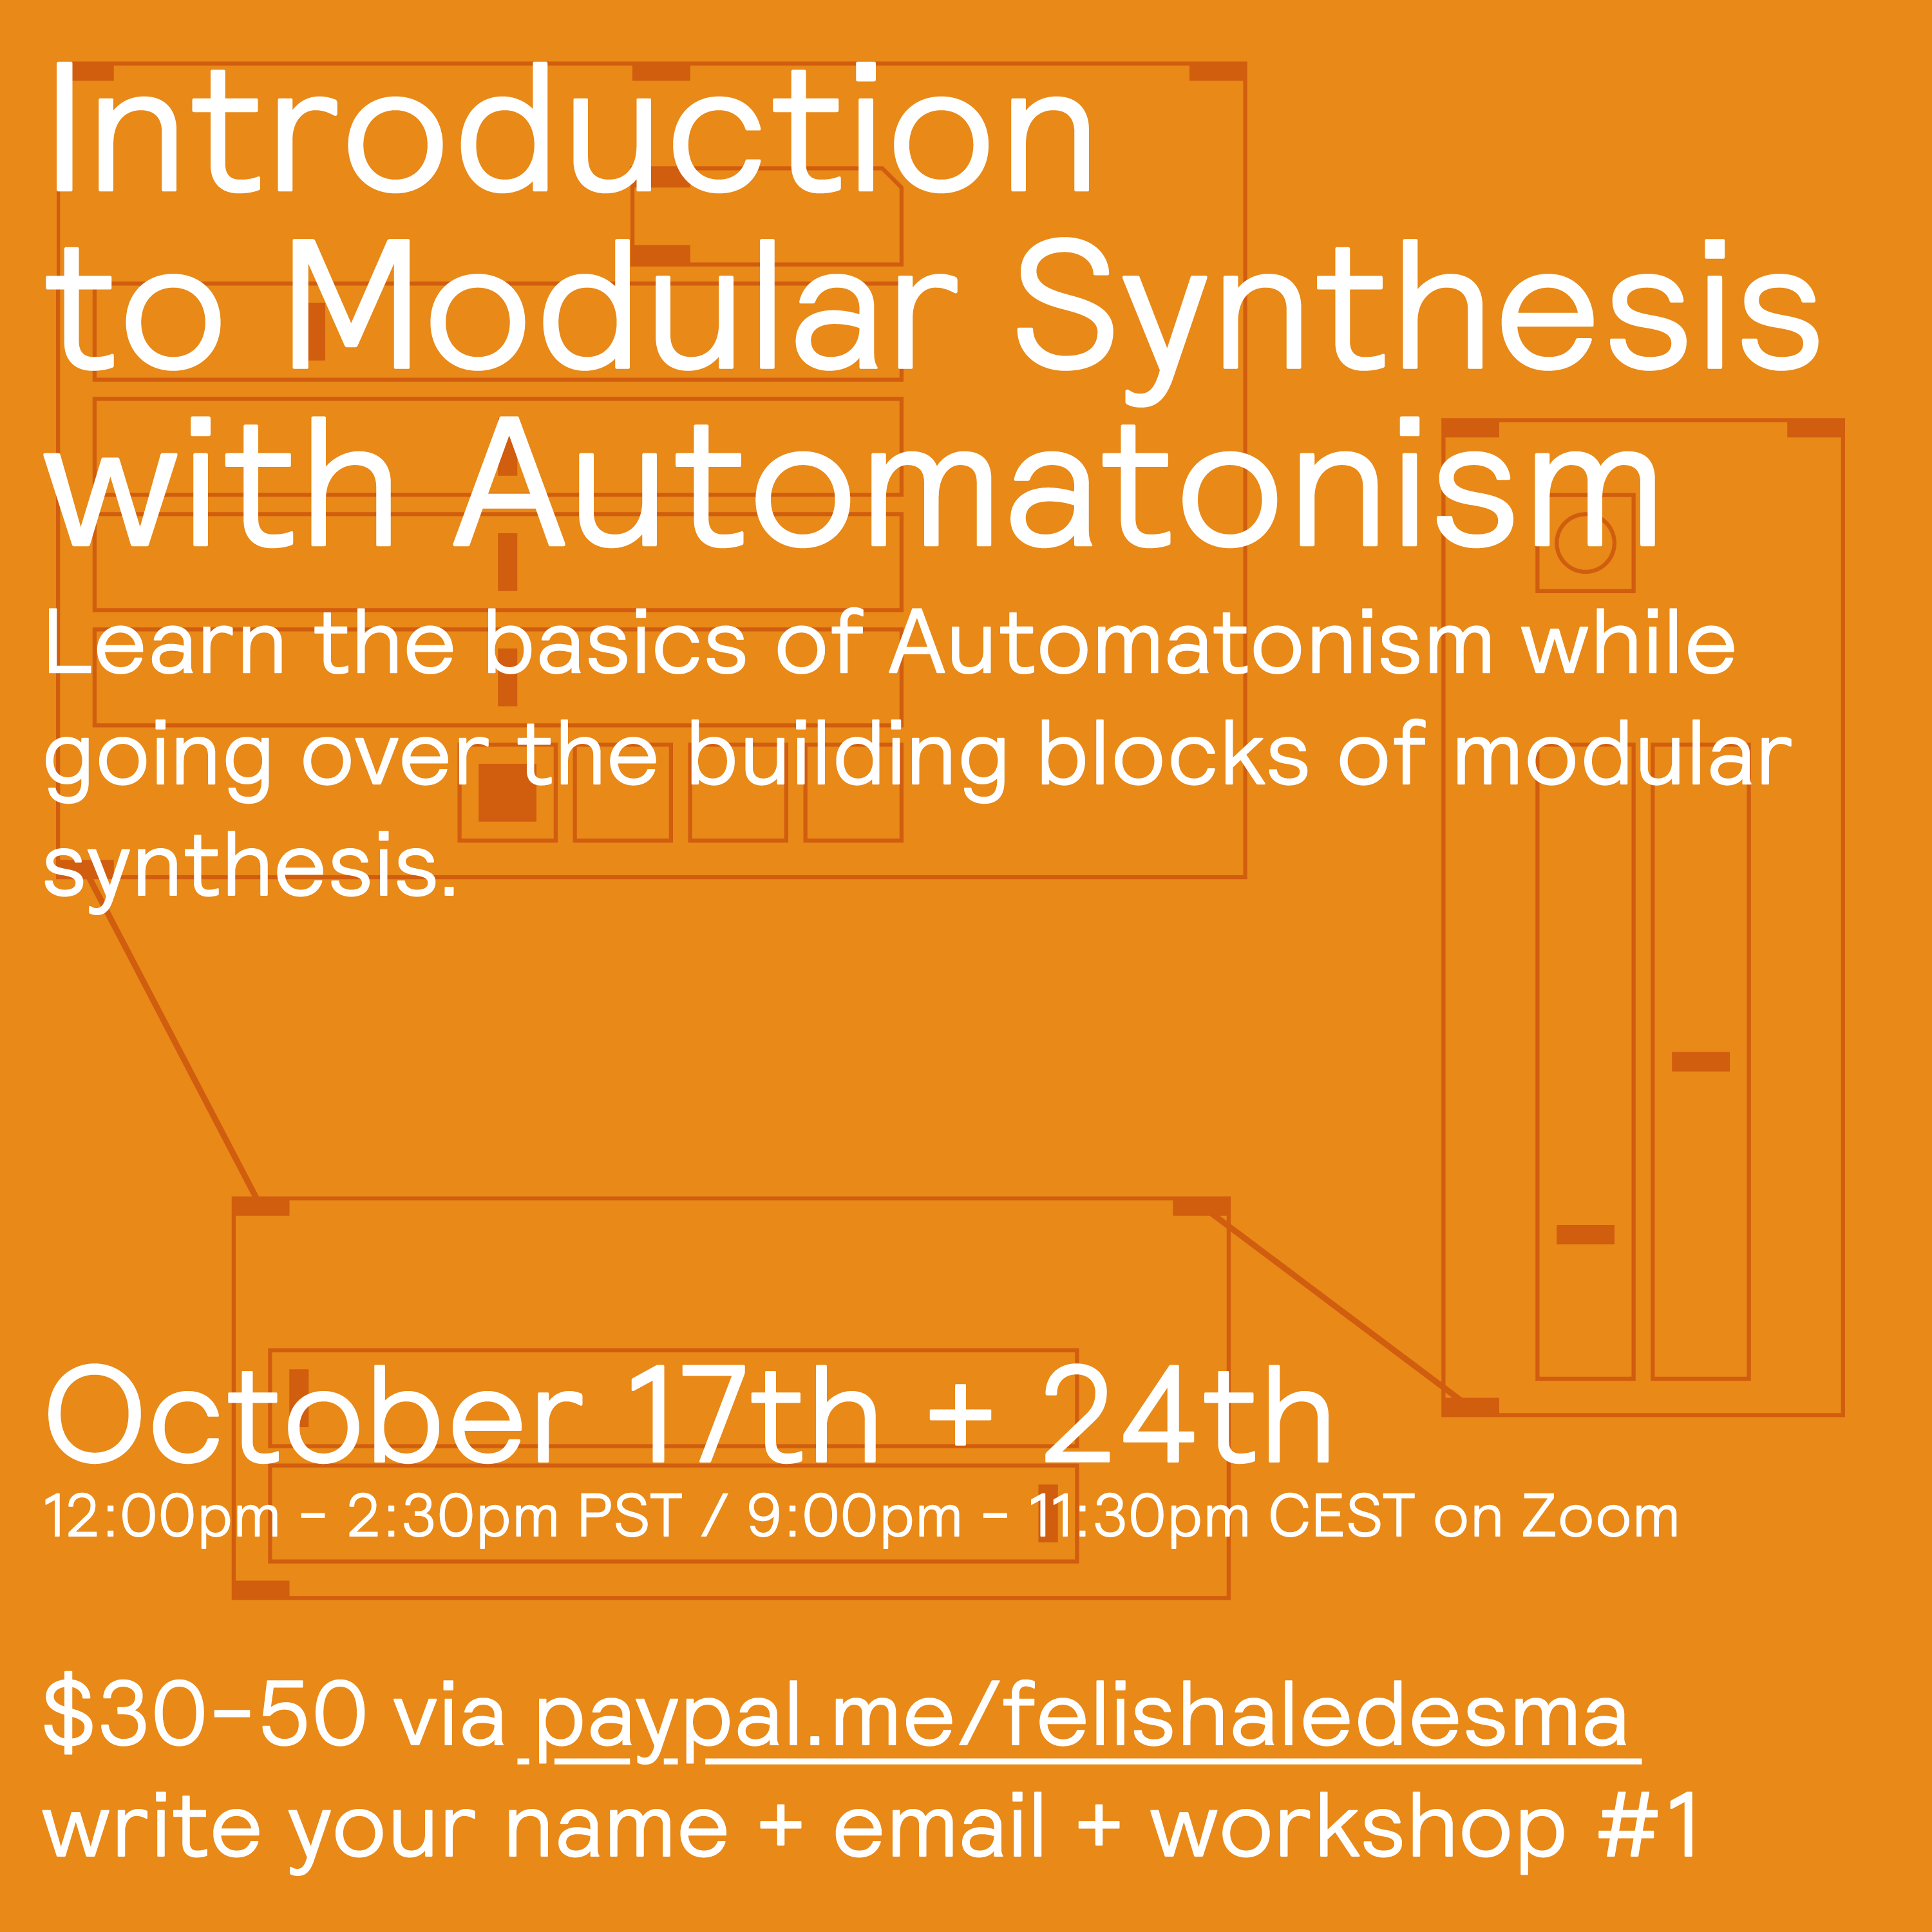 Introduction
to Modular Synthesis
with Automatonism
Learn the basics of Automatonism while
going over the building blocks of modular
synthesis.
October 17th + 24th
12:00pm - 2:30pm PST / 9:00pm - 11:30pm CEST on Zoom
$30-50 via paypal.me/felishaledesma
write your name + email + workshop #1